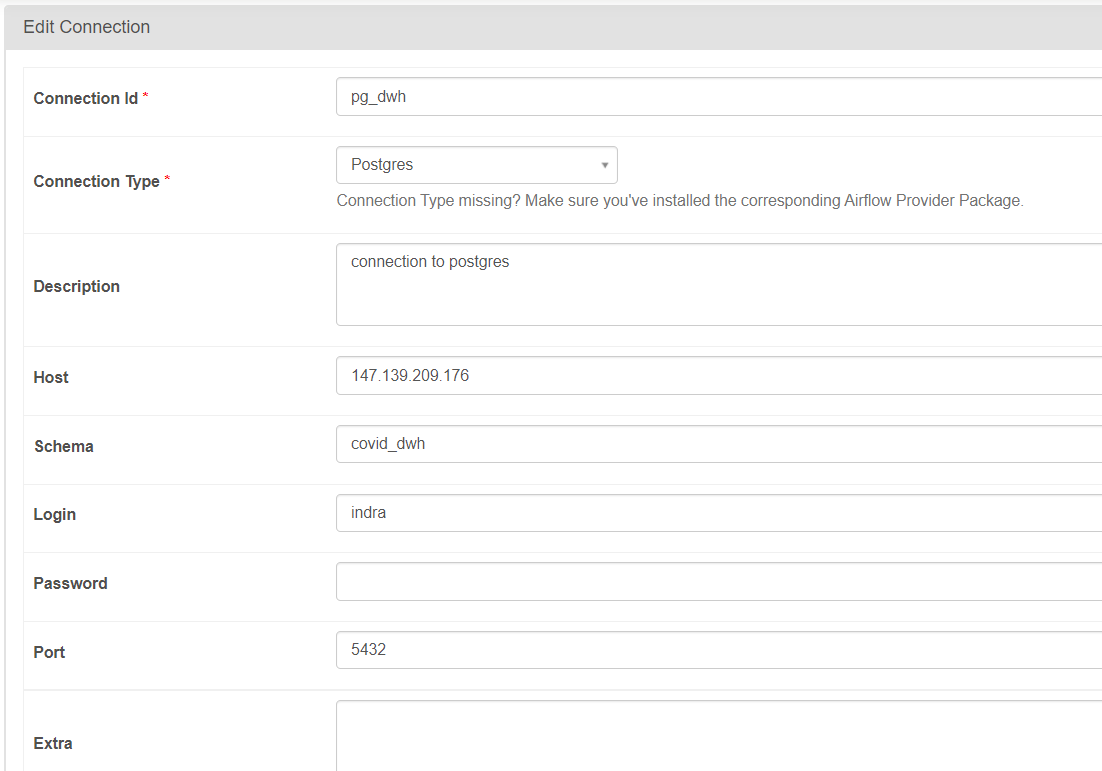 Edit Connection
Connection Id *
pg_dwh
Connection Type *
Postgres
Connection Type missing? Make sure you've installed the corresponding Airflow Provider Package.
Description
connection to postgres
Host
147.139.209.176
Schema
covid_dwh
Login
indra
Password
Port
5432
Extra